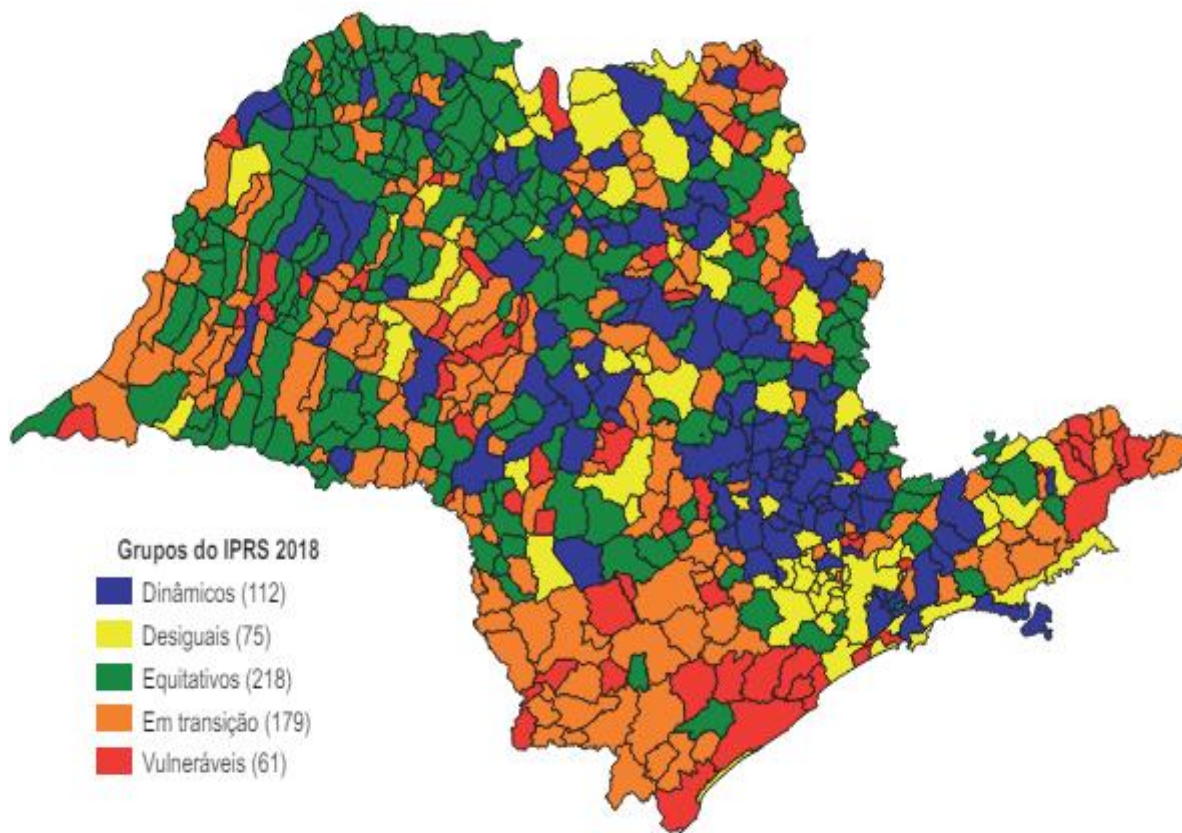 Grupos do IPRS 2018
Dinâmicos (112)
Desiguais (75)
Equitativos (218)
Em transição (179)
Vulneráveis (61)